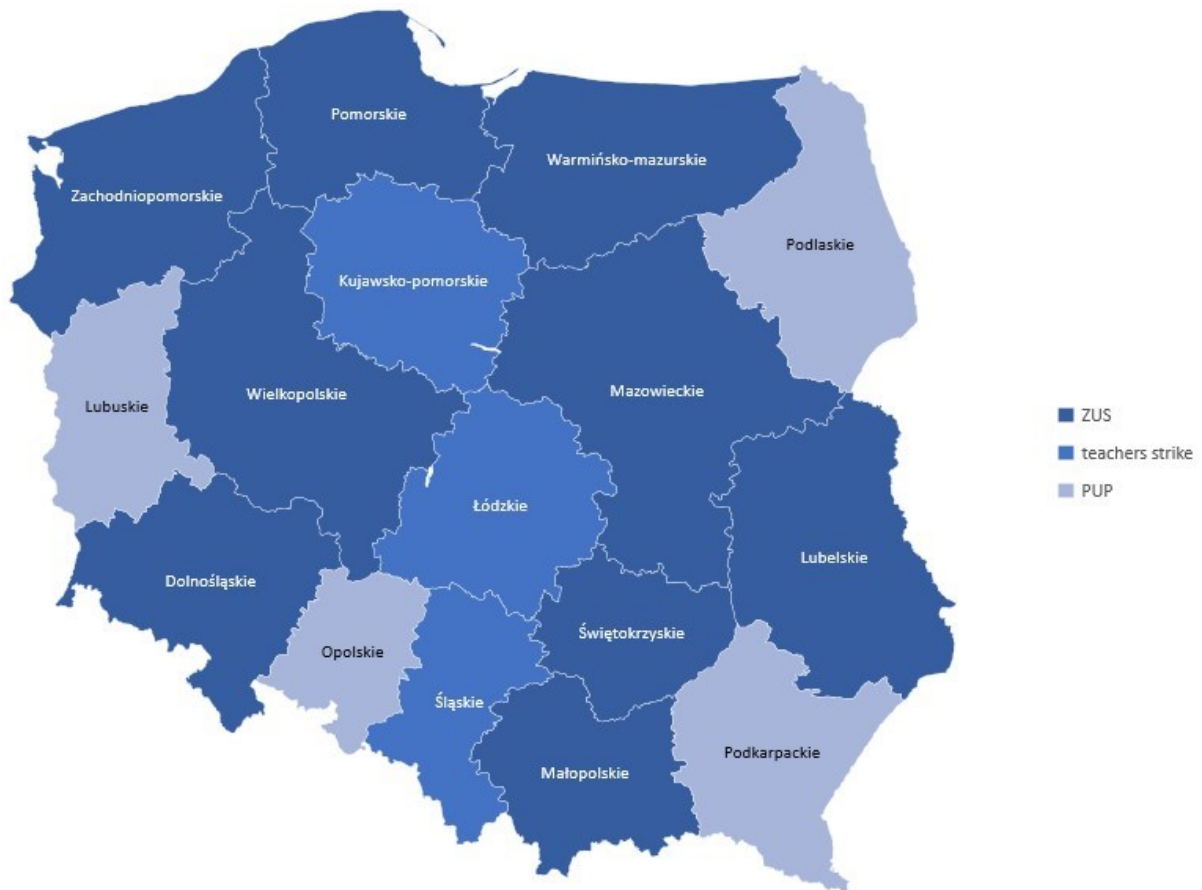 Pomorskie
Warmińsko-mazurskie
Zachodniopomorskie
Podlaskie
Kujawsko-pomorskie
Wielkopolskie
Mazowieckie
Lubuskie
ZUS
teachers strike
PUP
Łódzkie
Lubelskie
Dolnośląskie
Świętokrzyskie
Opolskie
Śląskie
Podkarpackie
Małopolskie